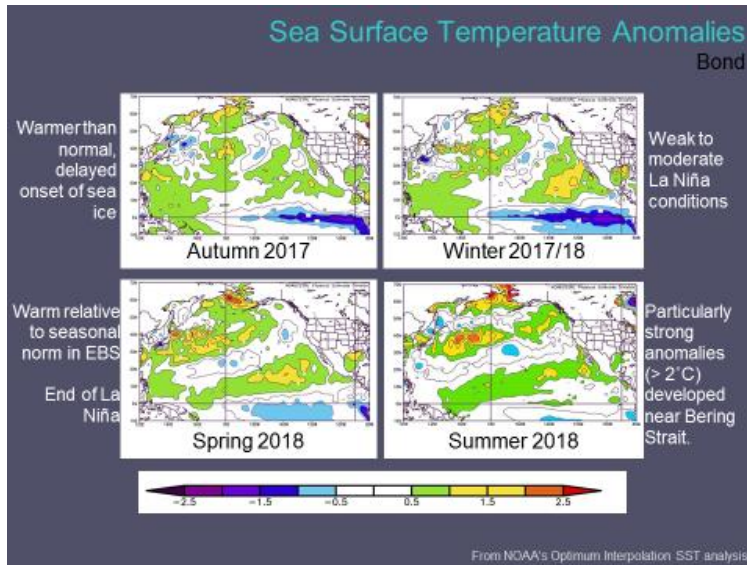 Sea Surface Temperature Anomalies
Bond
Warmer than
normal,
delayed
onset of sea
ice
Autumn 2017
Winter 2017/18
Weak to
moderate
La Niña
conditions
Warm relative
to seasonal
norm in EBS
End of La
Niña
Spring 2018
Summer 2018
Particularly
strong
anomalies
(> 2˚C)
developed
near Bering
Strait.
-2.5 -1.5 -0.5 0.5 1.5 2.5
From NOAA's Optimum Interpolation SST analysis